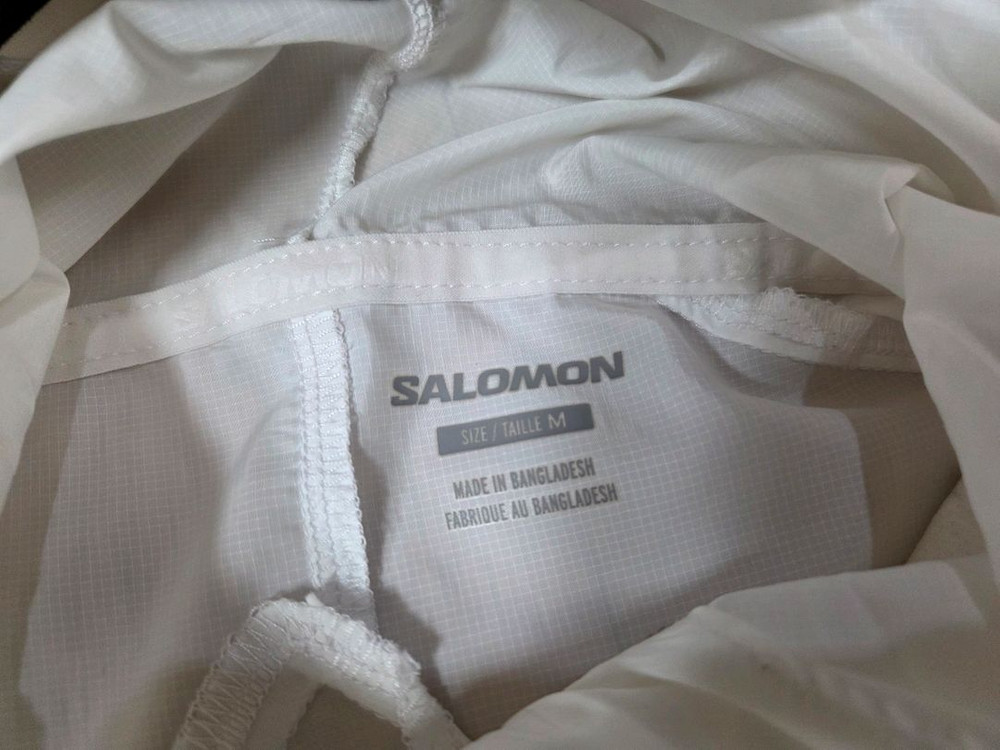 SALOMON
SIZE / TAILLE M
MADE IN BANGLADESH
FABRIQUE AU BANGLADESH